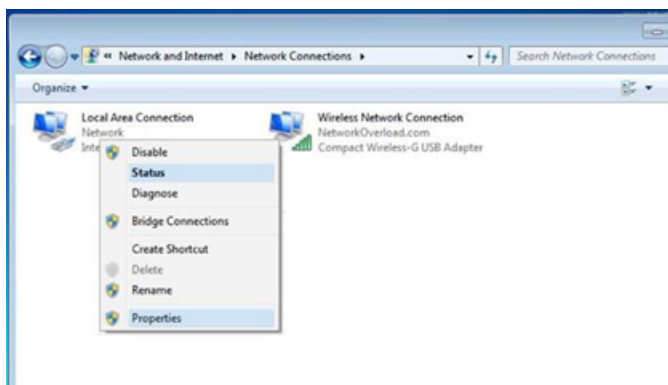 « Network and Internet ▸ Network Connections ▸ Search Network Connections
Organize
Local Area Connection
Network
Wireless Network Connection
NetworkOverload.com
Compact Wireless-G USB Adapter
Disable
Status
Diagnose
Bridge Connections
Create Shortcut
Delete
Rename
Properties